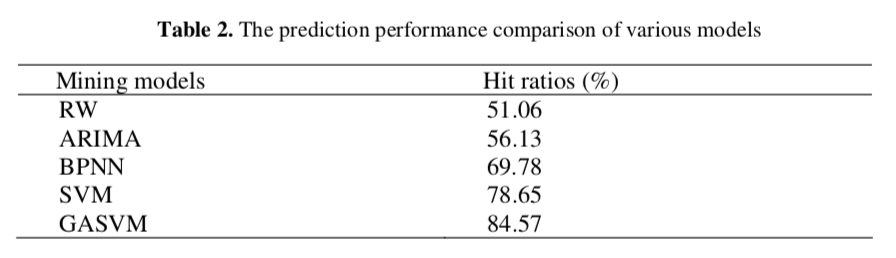 Table 2. The prediction performance comparison of various models
Mining models Hit ratios (%)
RW 51.06
ARIMA 56.13
BPNN 69.78
SVM 78.65
GASVM 84.57